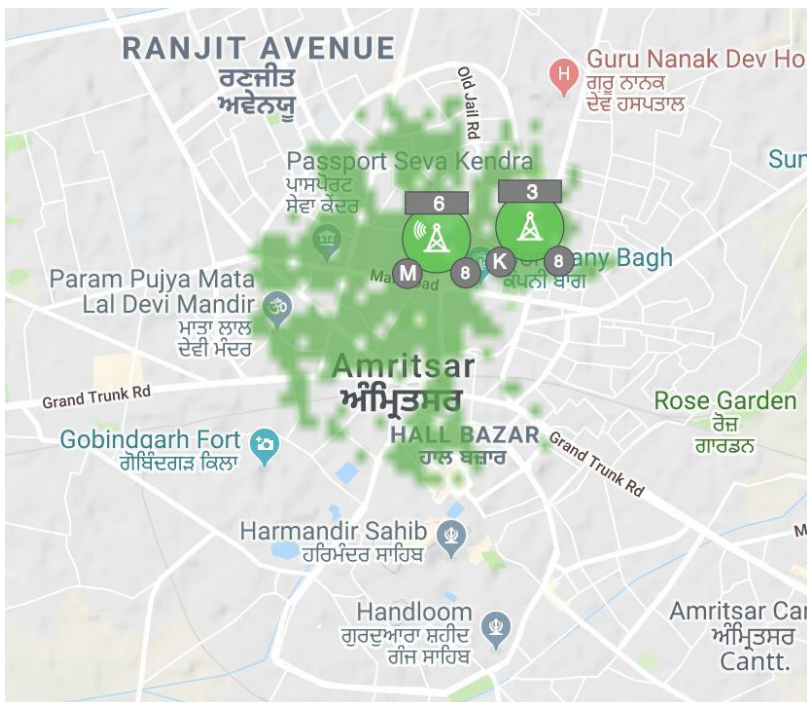 RANJIT AVENUE
ਰਣਜੀਤ
ਅਵੇਨਯੂ
Old Jail Rd
H
Guru Nanak Dev Ho
ਗੁਰੂ ਨਾਨਕ
ਦੇਵ ਹਸਪਤਾਲ
Passport Seva Kendra
ਪਾਸਪੋਰਟ
ਸੇਵਾ ਕੇਂਦਰ
Sun
6
3
M
8
K
8
any Bagh
ਕੰਪਨੀ ਬਾਗ
Param Pujya Mata
Lal Devi Mandir
ਮਾਤਾ ਲਾਲ
ਦੇਵੀ ਮੰਦਰ
Amritsar
ਅੰਮ੍ਰਿਤਸਰ
Grand Trunk Rd
Rose Garden
ਰੋਜ਼
ਗਾਰਡਨ
Gobindgarh Fort
ਗੋਬਿੰਦਗੜ ਕਿਲਾ
HALL BAZAR
ਹਾਲ ਬਜ਼ਾਰ
Grand Trunk Rd
Harmandir Sahib
ਹਰਿਮੰਦਰ ਸਾਹਿਬ
M
Handloom
ਗੁਰਦੁਆਰਾ ਸ਼ਹੀਦ
ਗੰਜ ਸਾਹਿਬ
Amritsar Can
ਅੰਮ੍ਰਿਤਸਰ
Cantt.